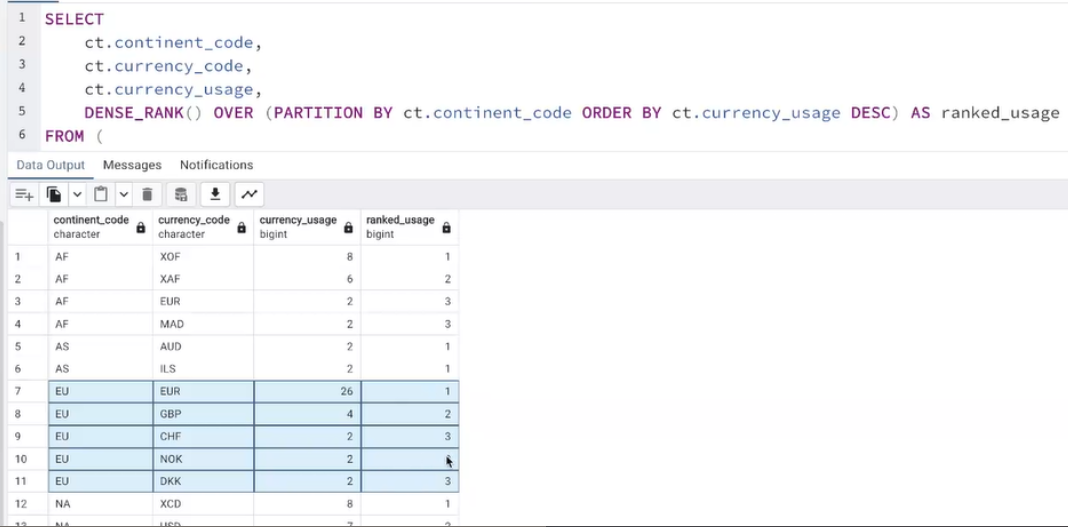 1 SELECT
2 ct.continent_code,
3 ct.currency_code,
4 ct.currency_usage,
5 DENSE_RANK() OVER (PARTITION BY ct.continent_code ORDER BY ct.currency_usage DESC) AS ranked_usage
6 FROM (
Data Output Messages Notifications
continent_code currency_code currency_usage ranked_usage
character character bigint bigint
1 AF XOF 8 1
2 AF XAF 6 2
3 AF EUR 2 3
4 AF MAD 2 3
5 AS AUD 2 1
6 AS ILS 2 1
7 EU EUR 26 1
8 EU GBP 4 2
9 EU CHF 2 3
10 EU NOK 2
11 EU DKK 2 3
12 NA XCD 8 1
13 NA USD 7 2